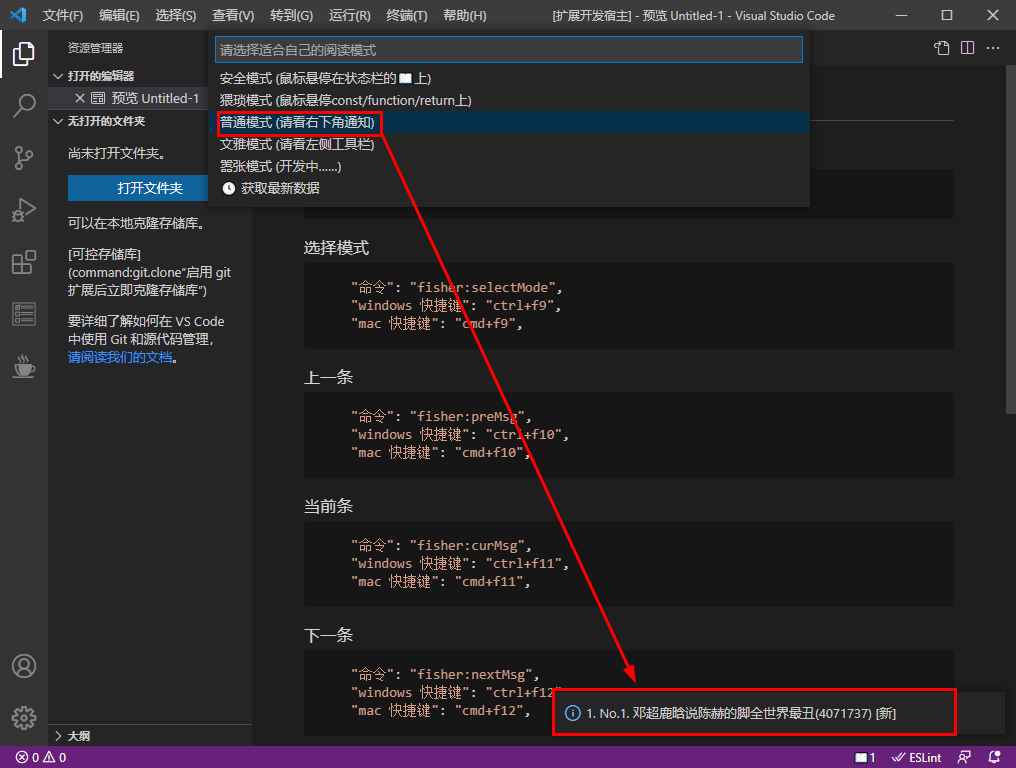 文件(F) 编辑(E) 选择(S) 查看(V) 转到(G) 运行(R) 终端(T) 帮助(H) [扩展开发宿主] - 预览 Untitled-1 - Visual Studio Code
资源管理器
打开的编辑器
预览 Untitled-1
无打开的文件夹
尚未打开文件夹。
打开文件夹
可以在本地克隆存储库。
[可控存储库]
(command:git.clone“启用 git
扩展后立即克隆存储库”)
要详细了解如何在 VS Code
中使用 Git 和源代码管理,
请阅读我们的文档。
大纲
请选择适合自己的阅读模式
安全模式 (鼠标悬停在状态栏的上)
猥琐模式 (鼠标悬停const/function/return上)
普通模式 (请看右下角通知)
文雅模式 (请看左侧工具栏)
嚣张模式 (开发中......)
获取最新数据
选择模式
"命令": "fisher:selectMode",
"windows 快捷键": "ctrl+f9",
"mac 快捷键": "cmd+f9",
上一条
"命令": "fisher:preMsg",
"windows 快捷键": "ctrl+f10",
"mac 快捷键": "cmd+f10",
当前条
"命令": "fisher:curMsg",
"windows 快捷键": "ctrl+f11",
"mac 快捷键": "cmd+f11",
下一条
"命令": "fisher:nextMsg",
"windows 快捷键": "ctrl+f12"
"mac 快捷键": "cmd+f12",
1. No.1. 邓超鹿晗说陈赫的脚全世界最丑(4071737) [新]
0 0 1 ESLint